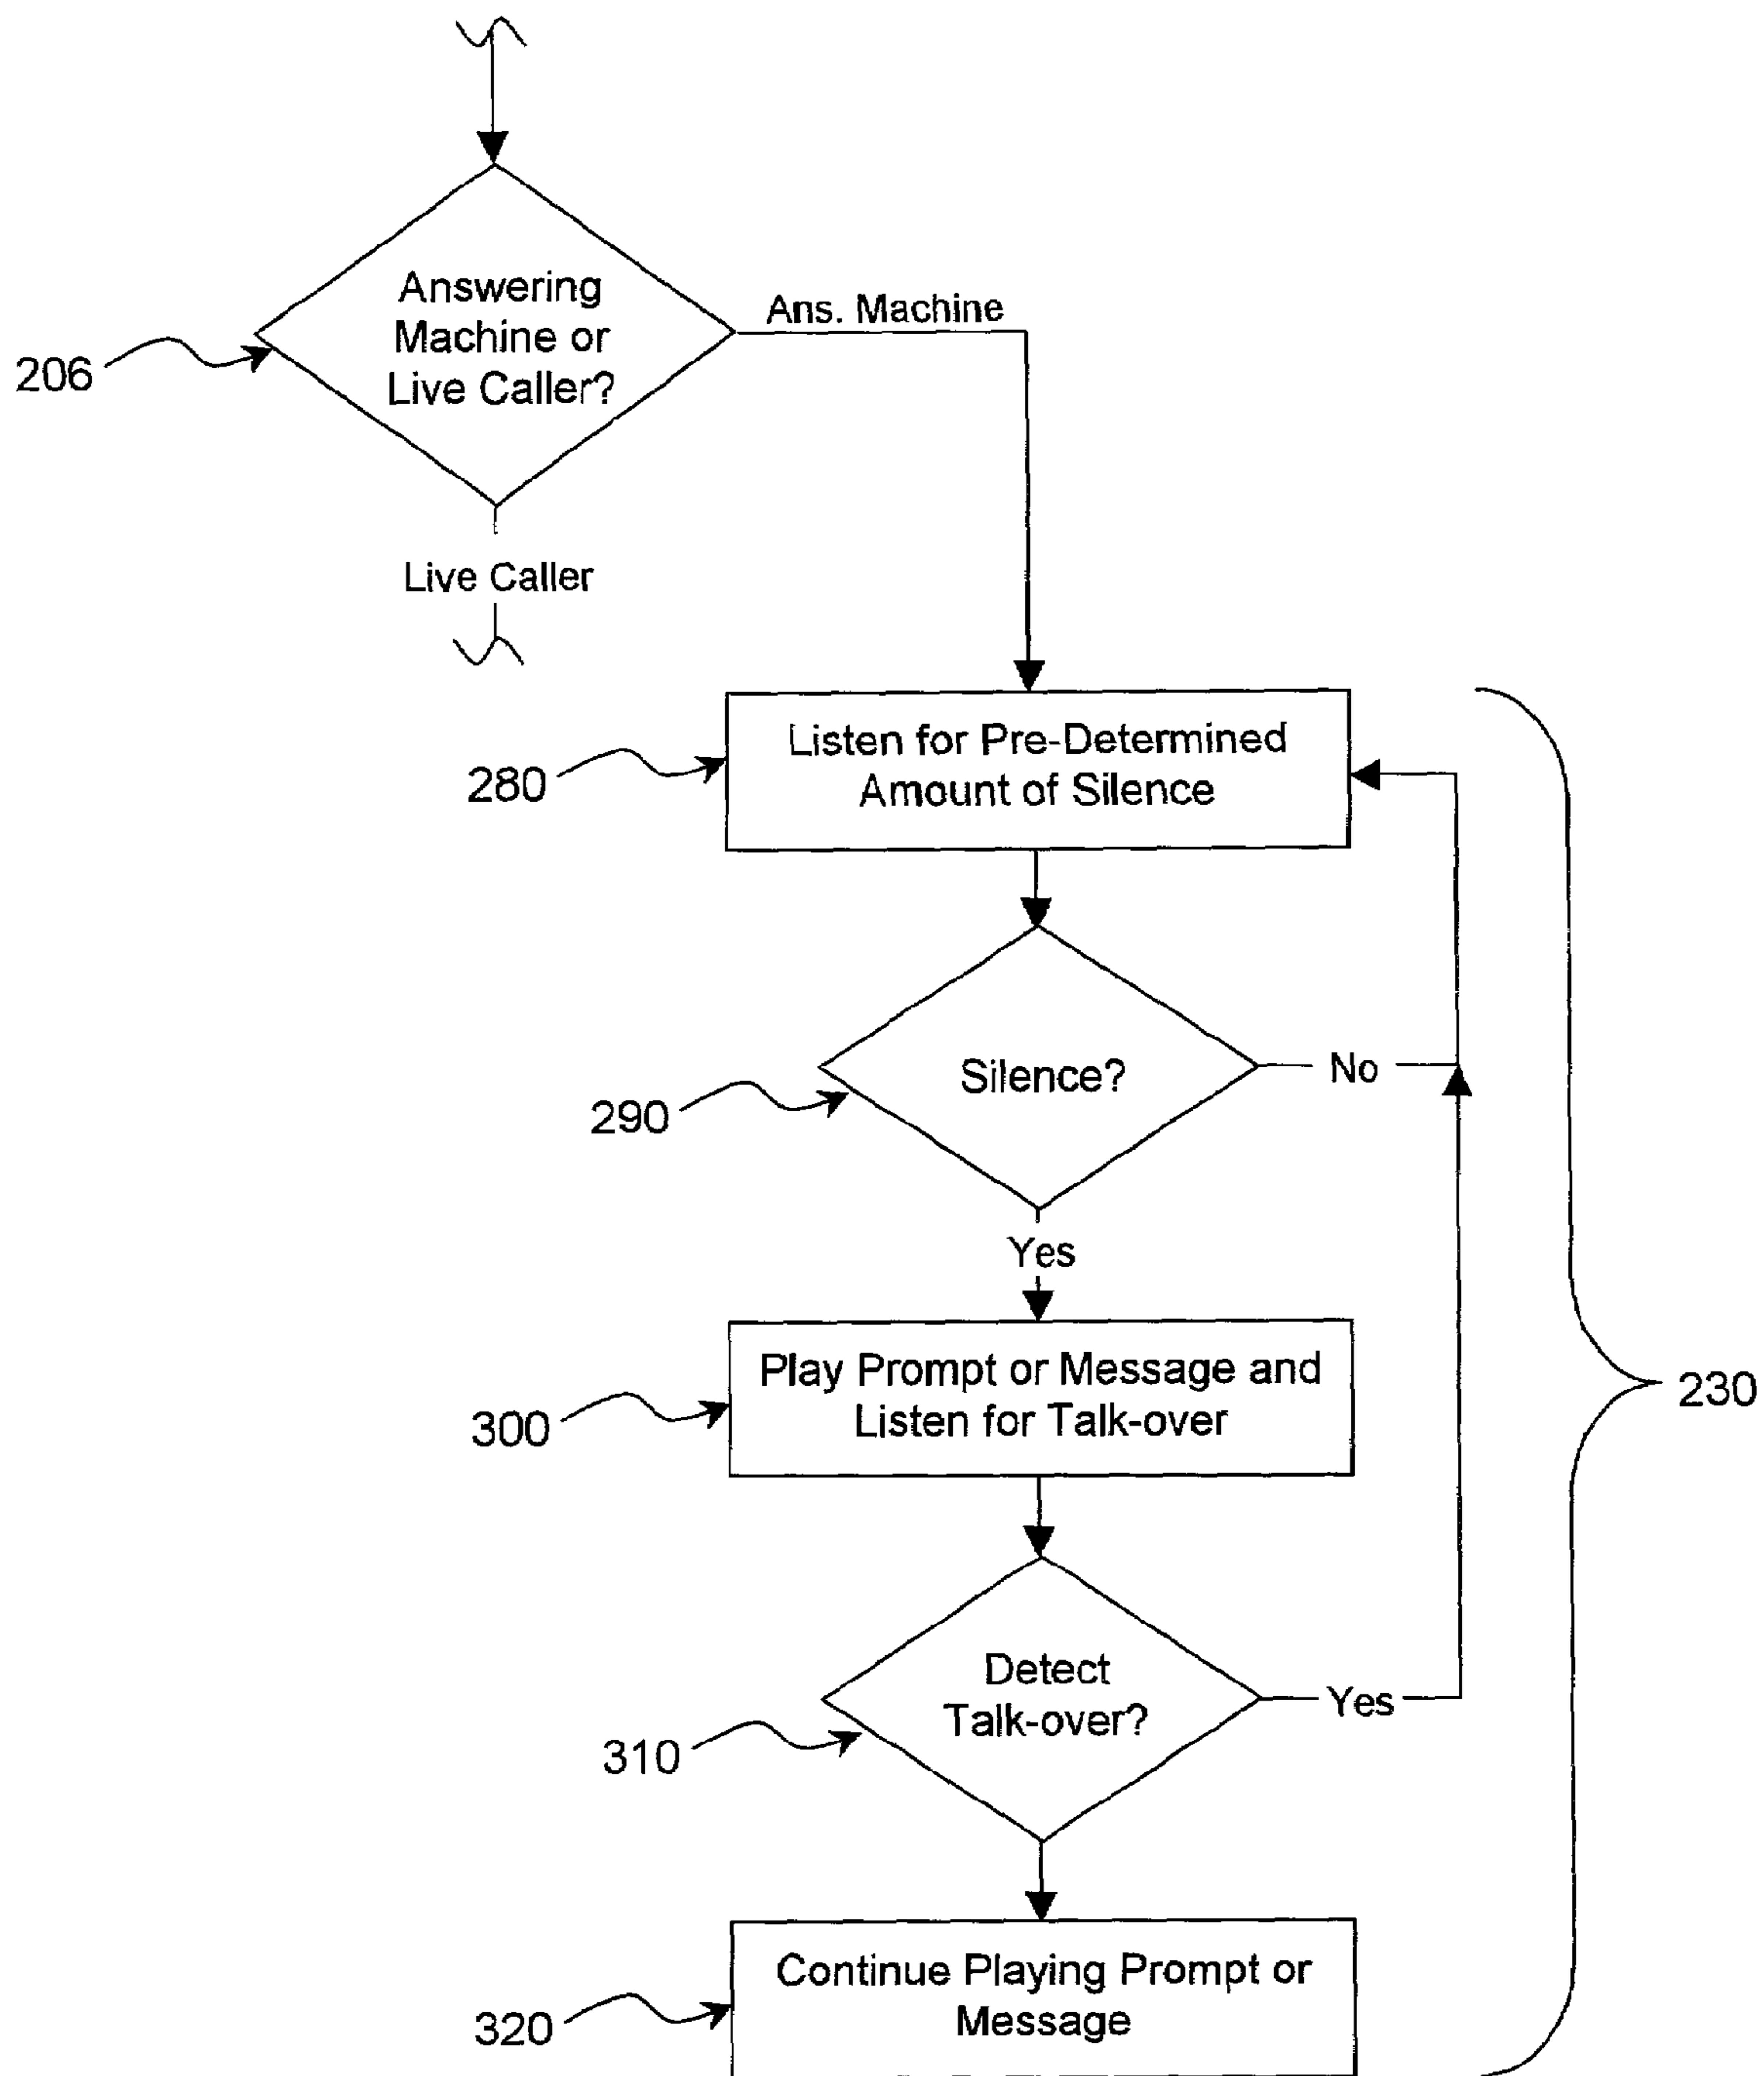 Answering
Machine or
Live Caller?
Ans. Machine
206
Live Caller
Listen for Pre-Determined
Amount of Silence
280
Silence?
No
290
Yes
Play Prompt or Message and
Listen for Talk-over
230
300
Detect
Talk-over?
Yes
310
Continue Playing Prompt or
Message
320